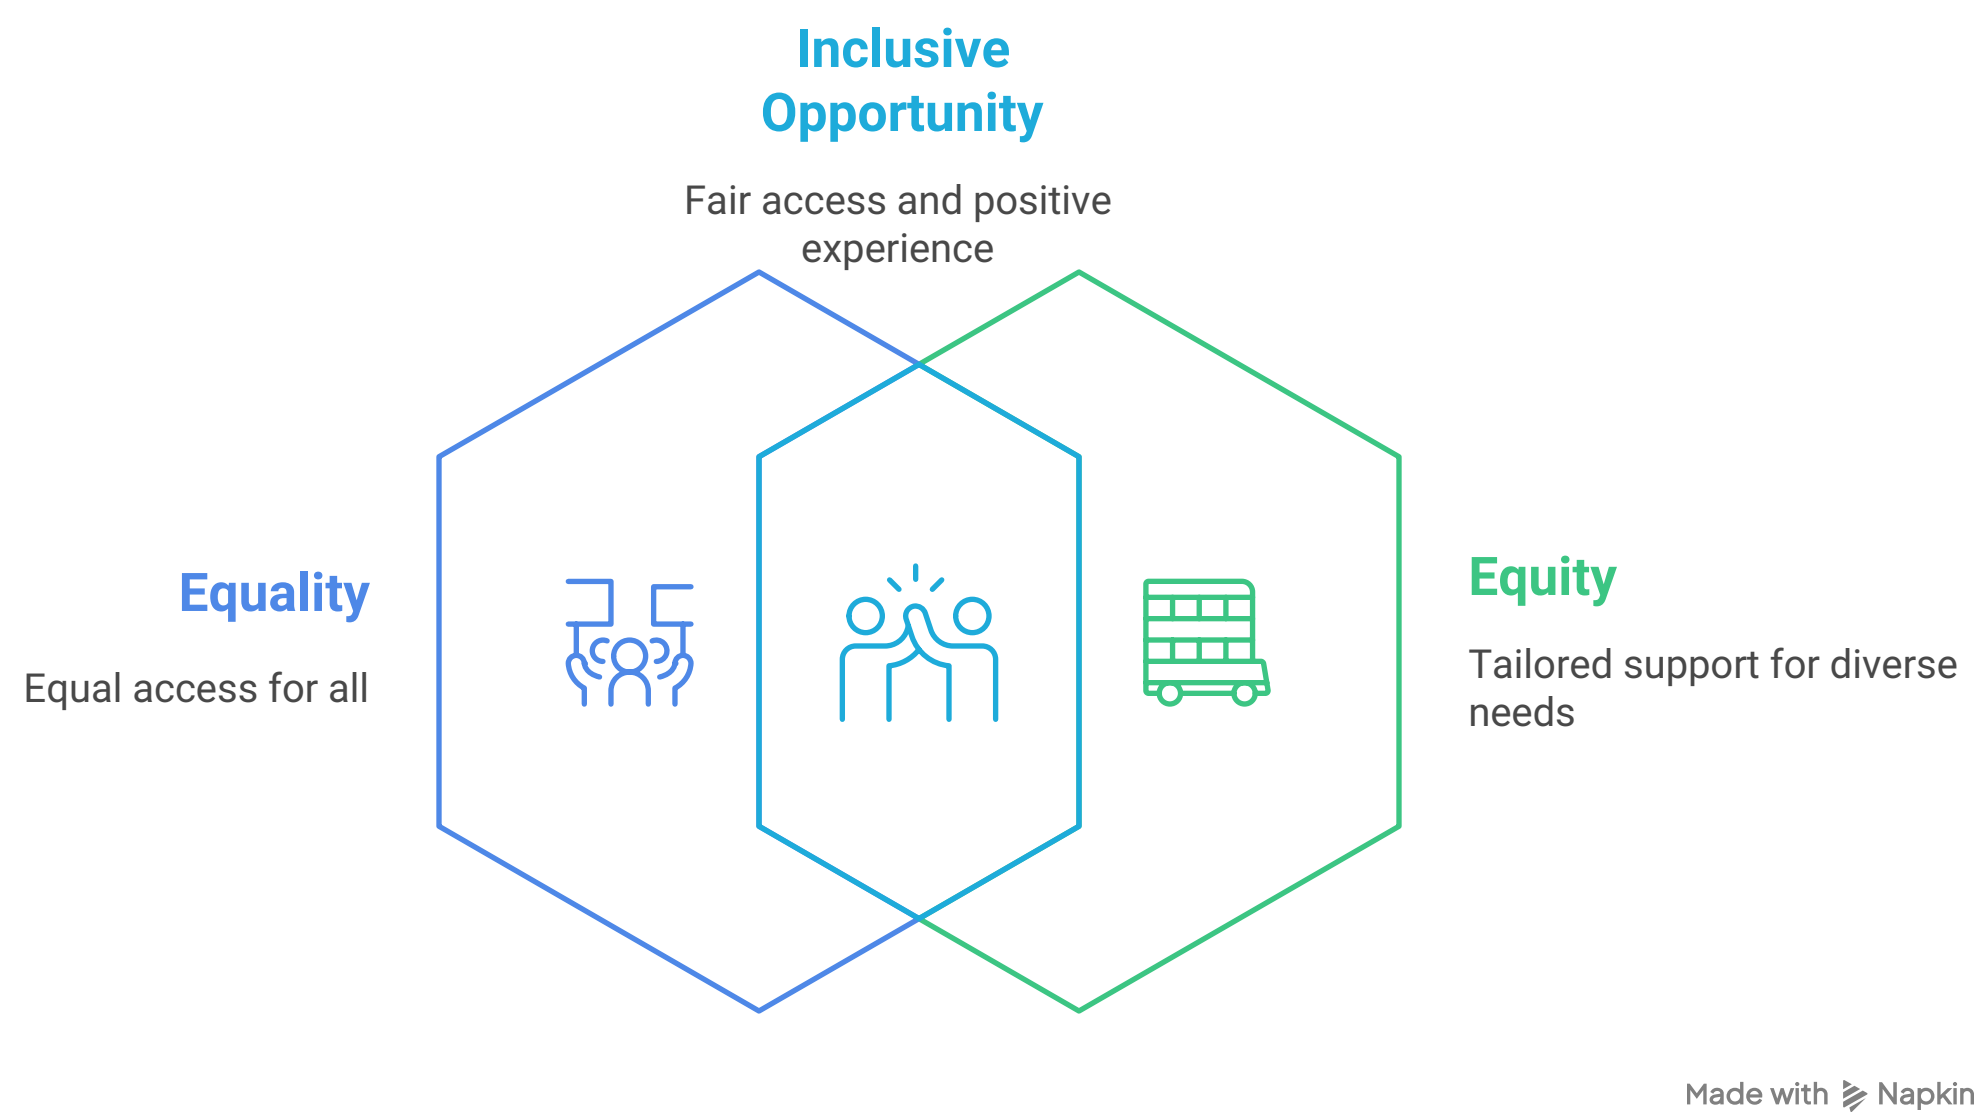 Inclusive
Opportunity
Fair access and positive
experience
Equality
Equal access for all
Equity
Tailored support for diverse
needs
Made with Napkin